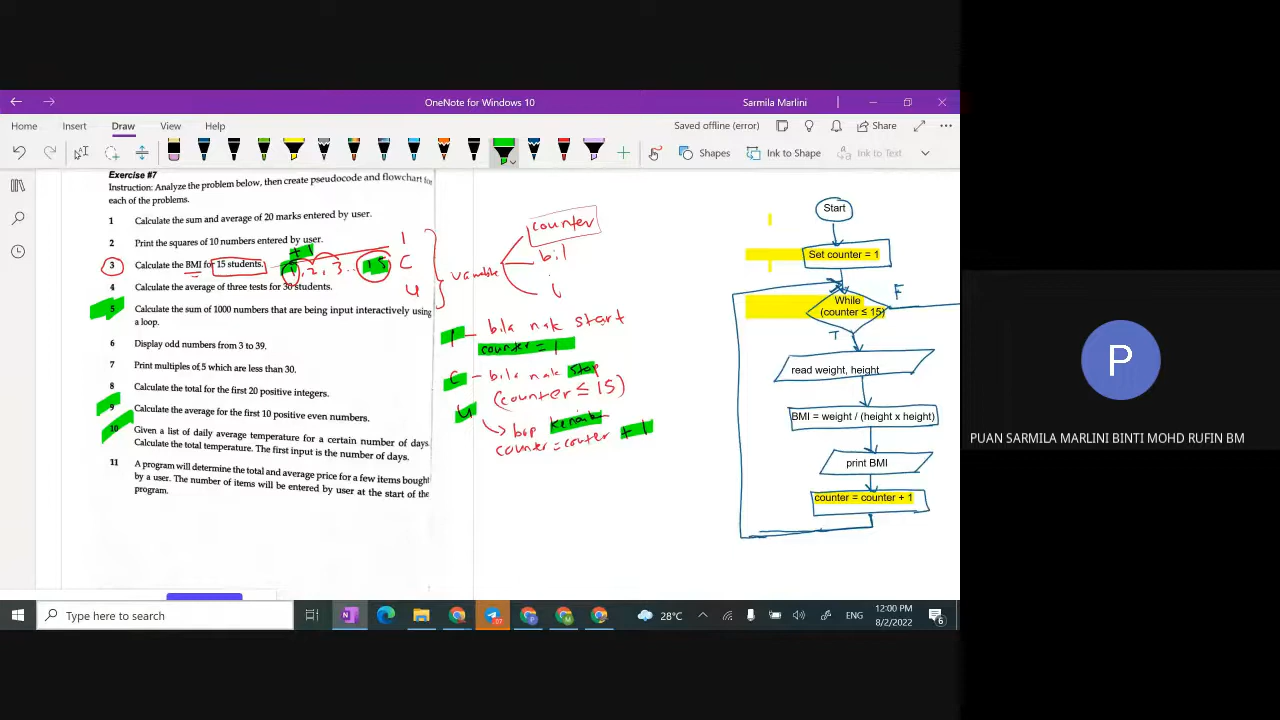 OneNote for Windows 10
Sarmila Marlini
Home Insert Draw View Help
Saved offline (error)
Share
Shapes
Ink to Shape
Ink to Text
Exercise #7
Instruction: Analyze the problem below, then create pseudocode and flowchart for
each of the problems.
1 Calculate the sum and average of 20 marks entered by user.
2 Print the squares of 10 numbers entered by user.
3 Calculate the BMI for 15 students.
4 Calculate the average of three tests for 30 students.
5 Calculate the sum of 1000 numbers that are being input interactively using
a loop.
6 Display odd numbers from 3 to 39.
7 Print multiples of 5 which are less than 30.
8 Calculate the total for the first 20 positive integers.
9 Calculate the average for the first 10 positive even numbers.
10 Given a list of daily average temperature for a certain number of days.
Calculate the total temperature. The first input is the number of days.
11 A program will determine the total and average price for a few items bought
by a user. The number of items will be entered by user at the start of the
program.
+1
1, 2, 3... 15
I
C
U
variable
counter
bil
i
I - bila nak start
counter = 1
C - bila nak stop
(counter ≤ 15)
U
counter = counter + 1
Start
Set counter = 1
While
(counter ≤ 15)
F
T
read weight, height
BMI = weight / (height x height)
print BMI
counter = counter + 1
P
PUAN SARMILA MARLINI BINTI MOHD RUFIN BM
Type here to search
28°C
ENG
12:00 PM
8/2/2022
6